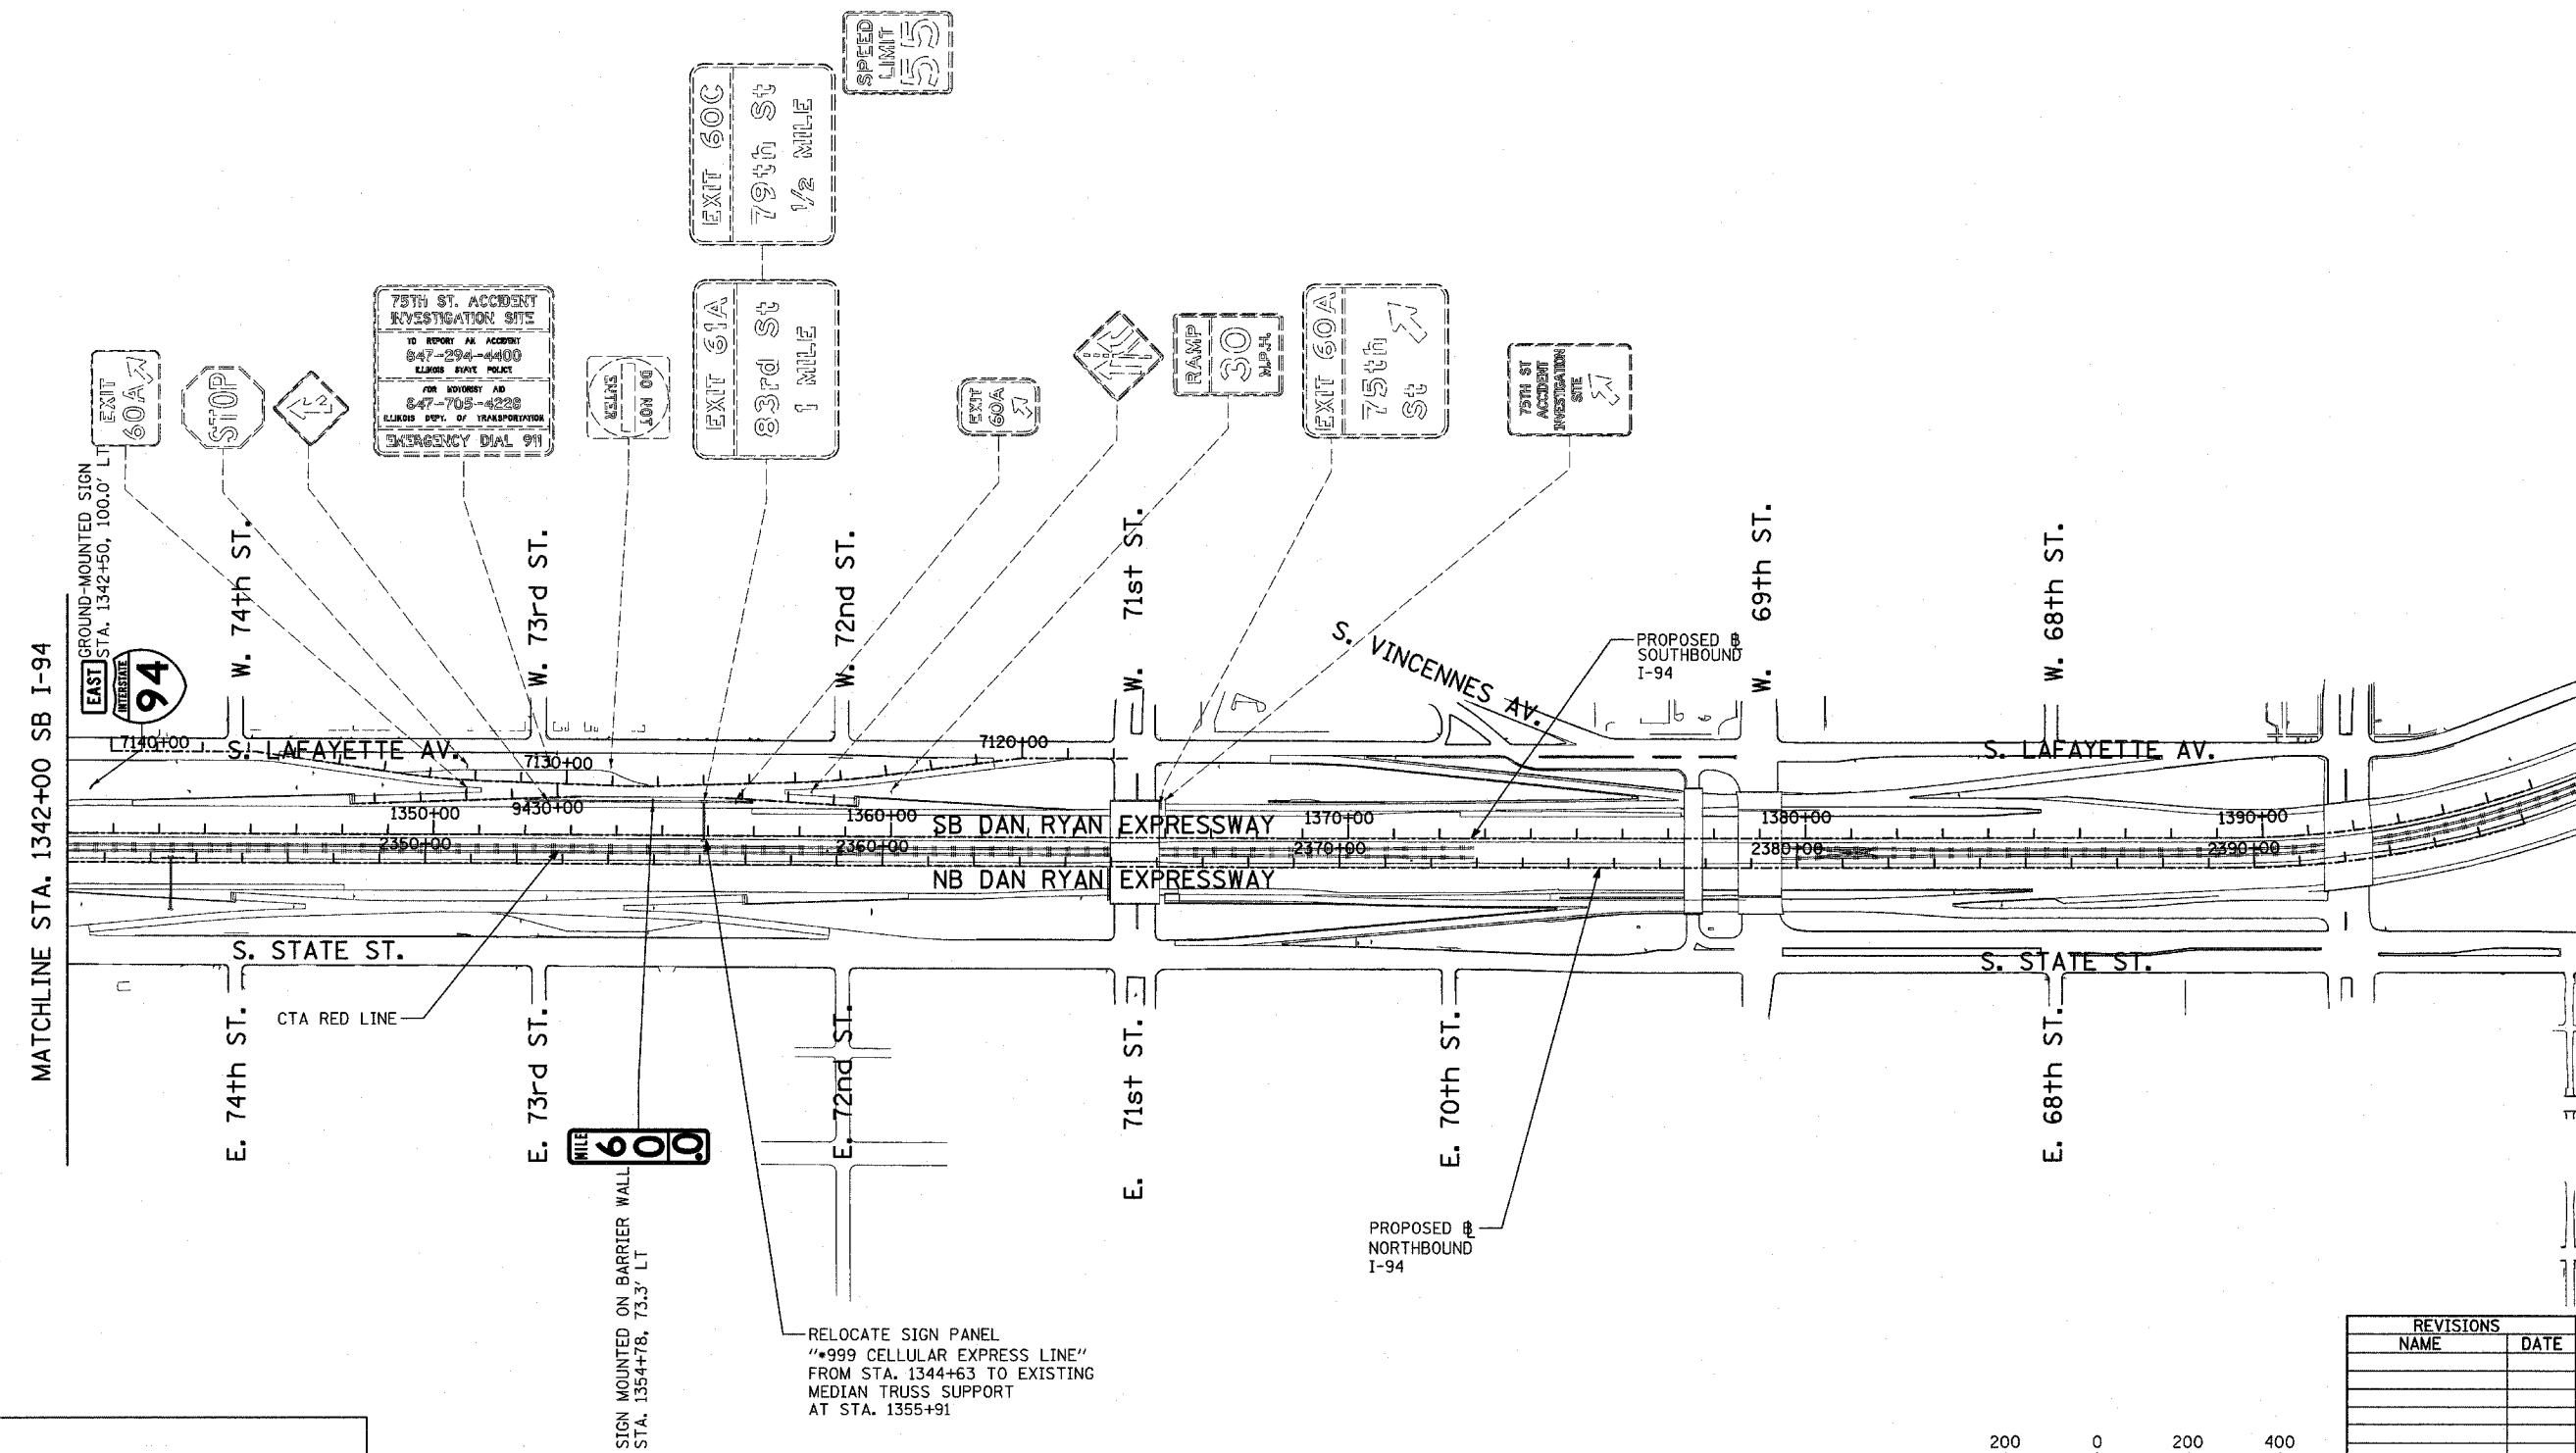 SPEED
LIMIT
55
EXIT 60C
79th St
1/2 MILE
EXIT 61A
83rd St
1 MILE
75TH ST. ACCIDENT
INVESTIGATION SITE
TO REPORT AN ACCIDENT
847-294-4400
ILLINOIS STATE POLICE
FOR MOTORIST AID
847-705-4228
ILLINOIS DEPT. OF TRANSPORTATION
EMERGENCY DIAL 911
EXIT
60A
STOP
DO NOT
ENTER
EXIT
60A
RAMP
30
M.P.H.
EXIT 60A
75th
St
75TH ST
ACCIDENT
INVESTIGATION
SITE
GROUND-MOUNTED SIGN
STA. 1342+50, 100.0' LT
EAST
INTERSTATE
94
MATCHLINE STA. 1342+00 SB I-94
W. 74th ST.
W. 73rd ST.
W. 72nd ST.
W. 71st ST.
W. 69th ST.
W. 68th ST.
S. VINCENNES AV.
PROPOSED ℄
SOUTHBOUND
I-94
7140+00
S. LAFAYETTE AV.
7130+00
7120+00
S. LAFAYETTE AV.
1350+00
9430+00
1360+00
SB DAN RYAN EXPRESSWAY
1370+00
1380+00
1390+00
2350+00
2360+00
2370+00
2380+00
2390+00
NB DAN RYAN EXPRESSWAY
S. STATE ST.
S. STATE ST.
CTA RED LINE
E. 74th ST.
E. 73rd ST.
E. 72nd ST.
E. 71st ST.
E. 70th ST.
E. 68th ST.
MILE
60.0
SIGN MOUNTED ON BARRIER WALL
STA. 1354+78, 73.3' LT
PROPOSED ℄
NORTHBOUND
I-94
RELOCATE SIGN PANEL
"*999 CELLULAR EXPRESS LINE"
FROM STA. 1344+63 TO EXISTING
MEDIAN TRUSS SUPPORT
AT STA. 1355+91
REVISIONS
NAME DATE
200 0 200 400